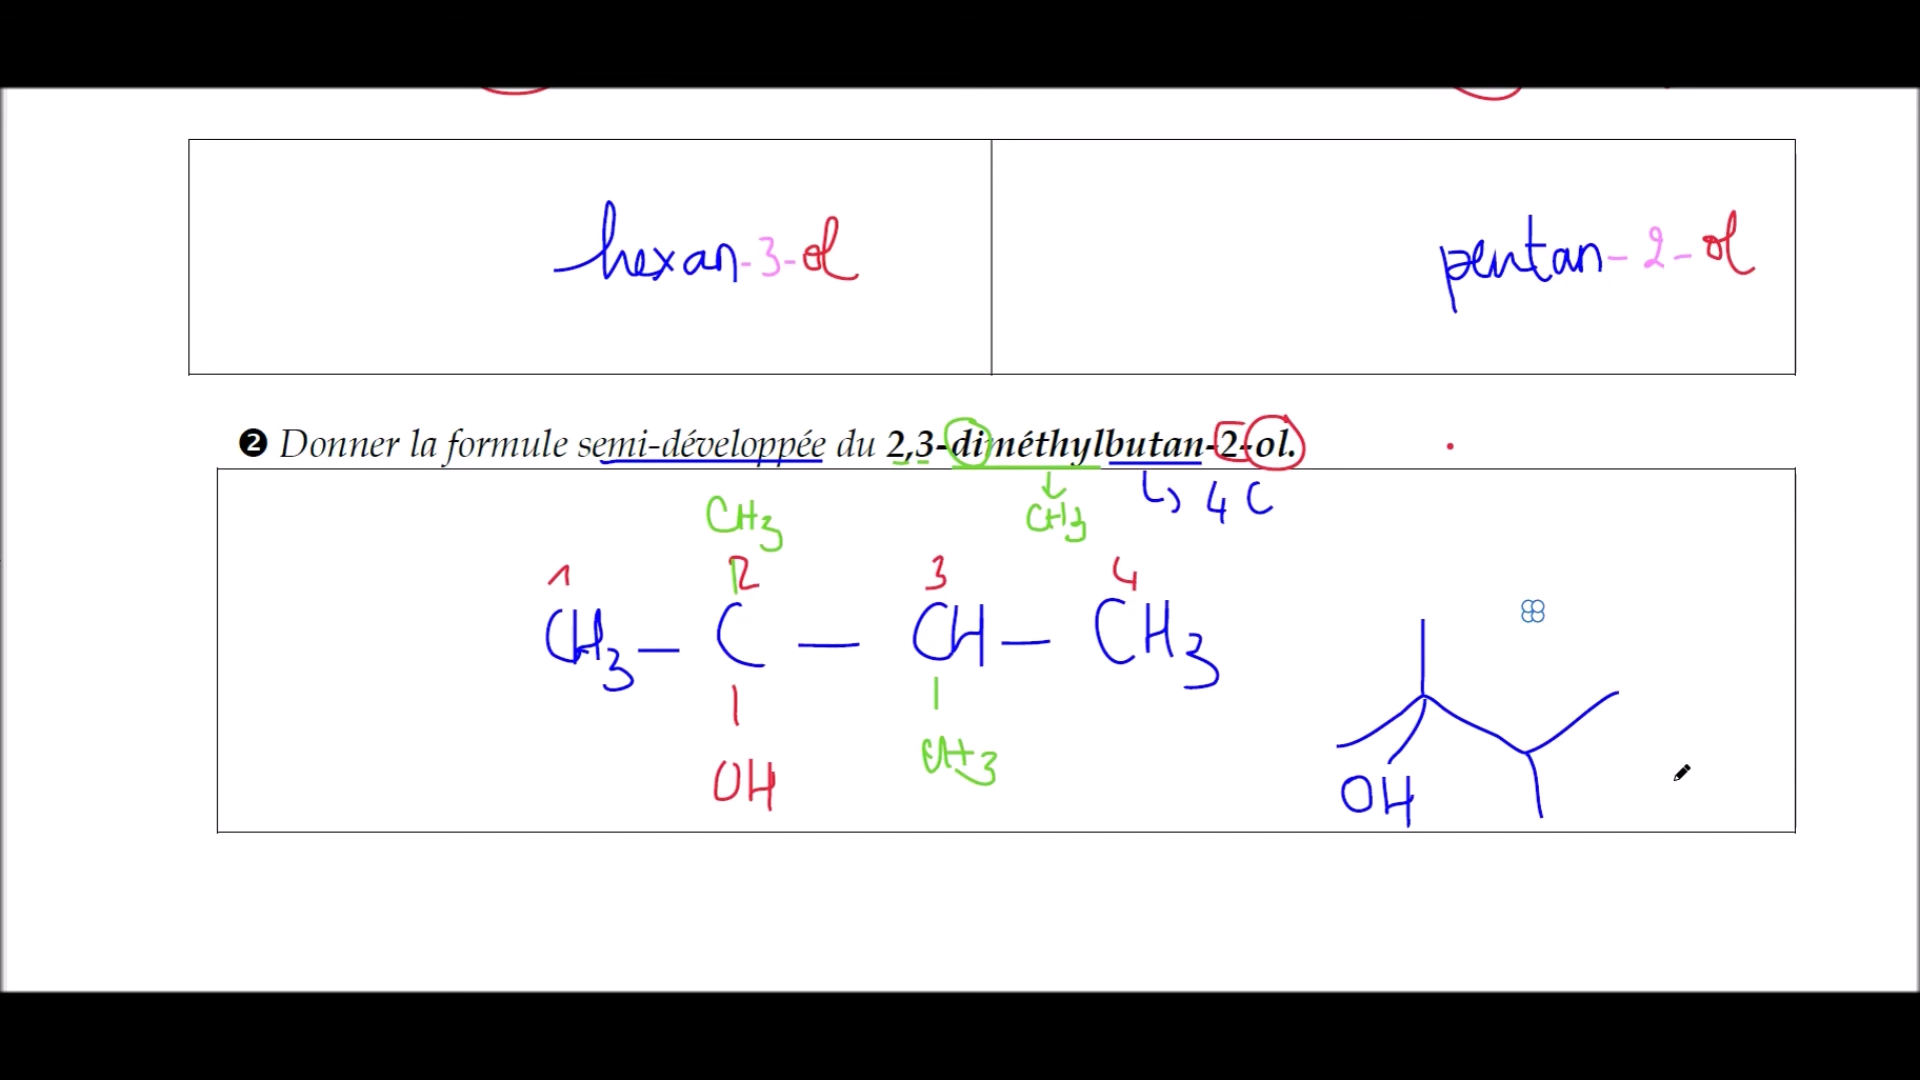 hexan-3-ol
pentan-2-ol
❷ Donner la formule semi-développée du 2,3-diméthylbutan-2-ol.
CH3 CH3 ↳ 4 C
1 2 3 4
CH3 – C – CH – CH3
OH CH3 OH